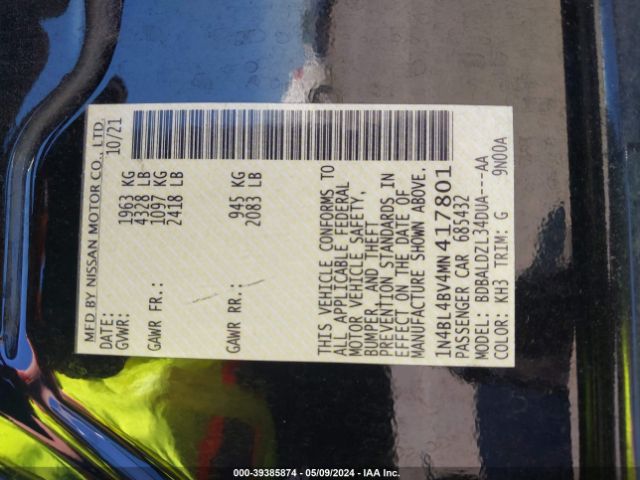 MFD BY NISSAN MOTOR CO., LTD.
DATE: 10/21
GVWR: 1963 KG
4328 LB
GAWR FR.: 1097 KG
2418 LB
GAWR RR.: 945 KG
2083 LB
THIS VEHICLE CONFORMS TO
ALL APPLICABLE FEDERAL
MOTOR VEHICLE SAFETY,
BUMPER, AND THEFT
PREVENTION STANDARDS IN
EFFECT ON THE DATE OF
MANUFACTURE SHOWN ABOVE.
1N4BL4BV4MN417801
PASSENGER CAR 685432
MODEL: BDBALDZL34DUA----AA
COLOR: KH3 TRIM: G 9N00A
000-39385874 | 05/09/2024 - IAA Inc.